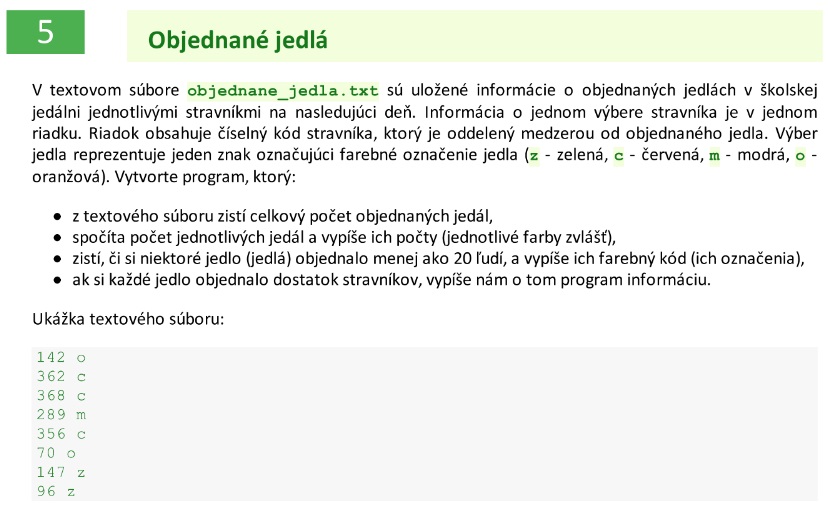 5
Objednané jedlá
V textovom súbore objednane_jedla.txt sú uložené informácie o objednaných jedlách v školskej
jedálni jednotlivými stravníkmi na nasledujúci deň. Informácia o jednom výbere stravníka je v jednom
riadku. Riadok obsahuje číselný kód stravníka, ktorý je oddelený medzerou od objednaného jedla. Výber
jedla reprezentuje jeden znak označujúci farebné označenie jedla (z - zelená, c - červená, m - modrá, o -
oranžová). Vytvorte program, ktorý:
● z textového súboru zistí celkový počet objednaných jedál,
● spočíta počet jednotlivých jedál a vypíše ich počty (jednotlivé farby zvlášť),
● zistí, či si niektoré jedlo (jedlá) objednalo menej ako 20 ľudí, a vypíše ich farebný kód (ich označenia),
● ak si každé jedlo objednalo dostatok stravníkov, vypíše nám o tom program informáciu.
Ukážka textového súboru:
142 o
362 c
368 c
289 m
356 c
70 o
147 z
96 z